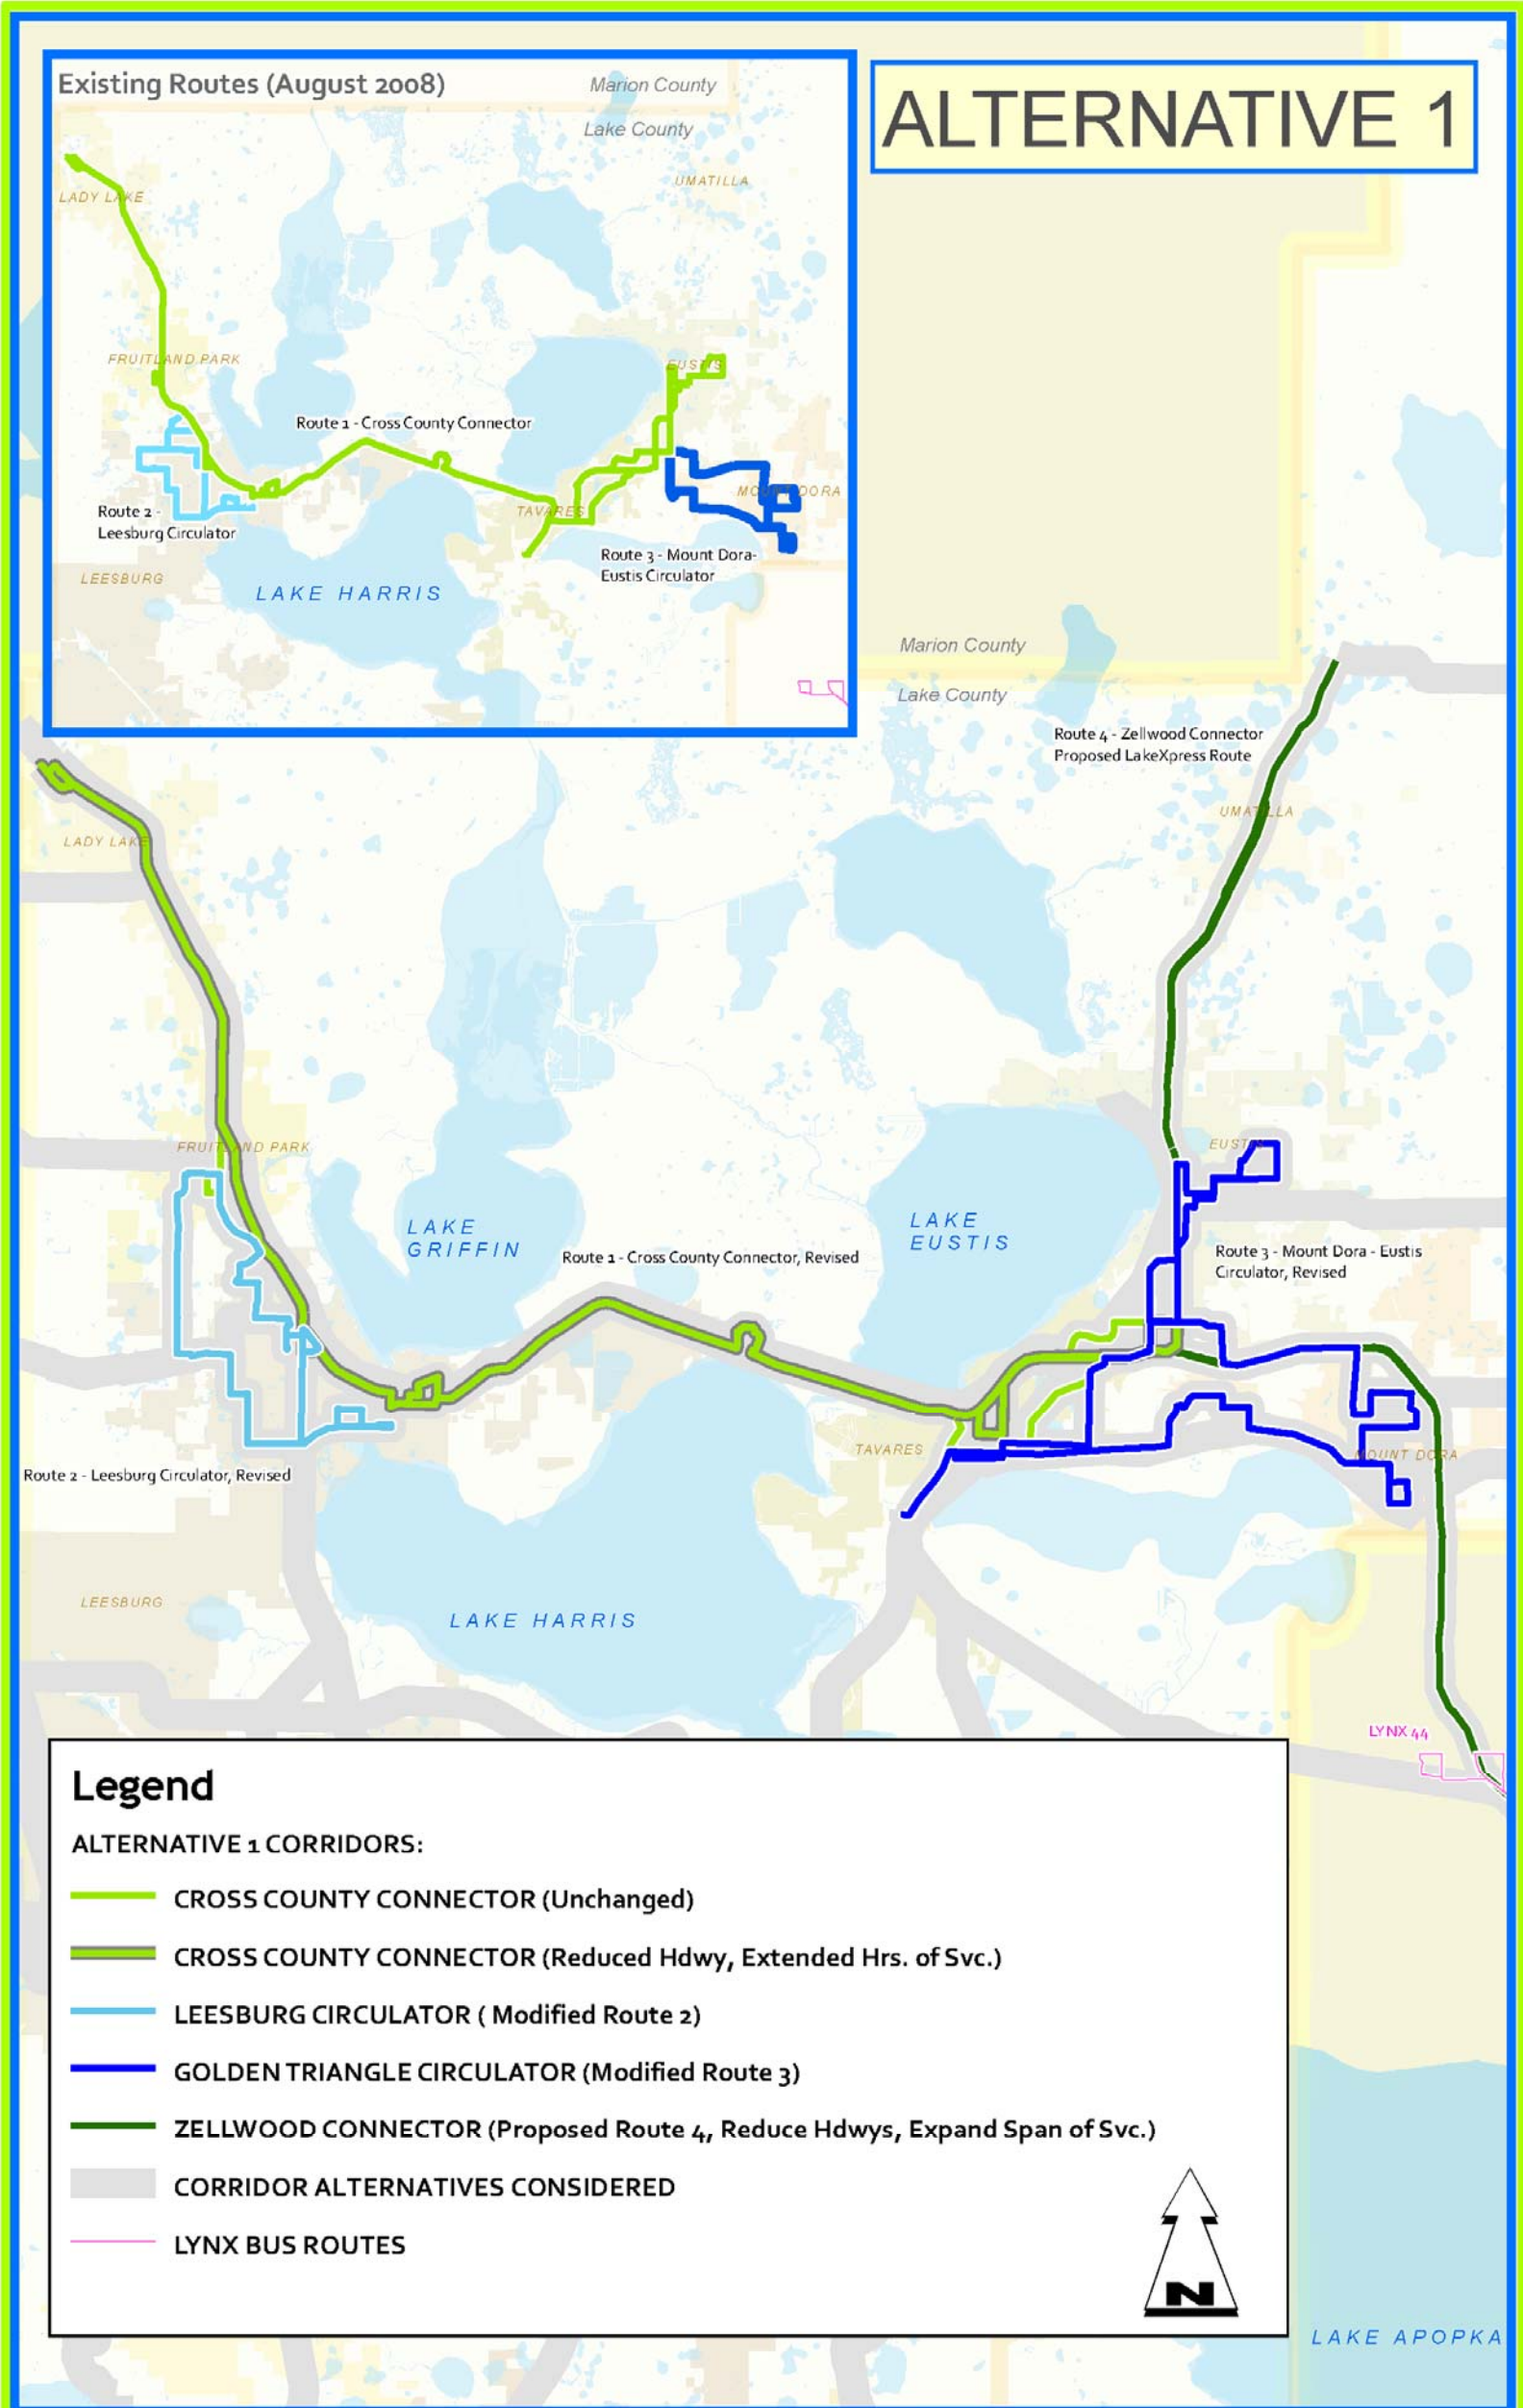 Existing Routes (August 2008)
Marion County
Lake County
UMATILLA
LADY LAKE
FRUITLAND PARK
EUSTIS
Route 1 - Cross County Connector
MOUNT DORA
Route 2 -
Leesburg Circulator
TAVARES
Route 3 - Mount Dora-
Eustis Circulator
LEESBURG
LAKE HARRIS
ALTERNATIVE 1
Marion County
Lake County
Route 4 - Zellwood Connector
Proposed LakeXpress Route
UMATILLA
LADY LAKE
FRUITLAND PARK
EUSTIS
LAKE
GRIFFIN
LAKE
EUSTIS
Route 1 - Cross County Connector, Revised
Route 3 - Mount Dora - Eustis
Circulator, Revised
TAVARES
MOUNT DORA
Route 2 - Leesburg Circulator, Revised
LEESBURG
LAKE HARRIS
LYNX 44
Legend
ALTERNATIVE 1 CORRIDORS:
CROSS COUNTY CONNECTOR (Unchanged)
CROSS COUNTY CONNECTOR (Reduced Hdwy, Extended Hrs. of Svc.)
LEESBURG CIRCULATOR ( Modified Route 2)
GOLDEN TRIANGLE CIRCULATOR (Modified Route 3)
ZELLWOOD CONNECTOR (Proposed Route 4, Reduce Hdwys, Expand Span of Svc.)
CORRIDOR ALTERNATIVES CONSIDERED
LYNX BUS ROUTES
N
LAKE APOPKA